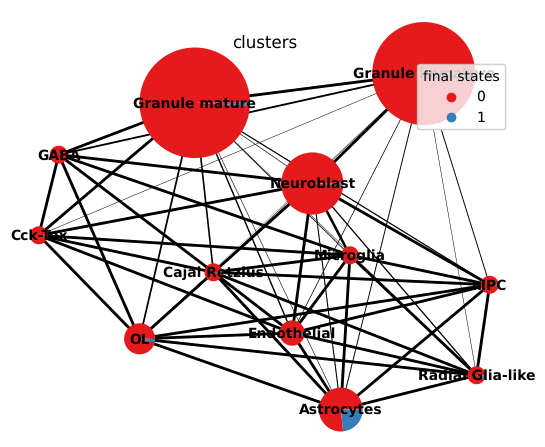 clusters
Granule
final states
0
1
Granule mature
GABA
Neuroblast
Cck-Tox
Microglia
Cajal Retzius
nIPC
OL
Endothelial
Radial Glia-like
Astrocytes